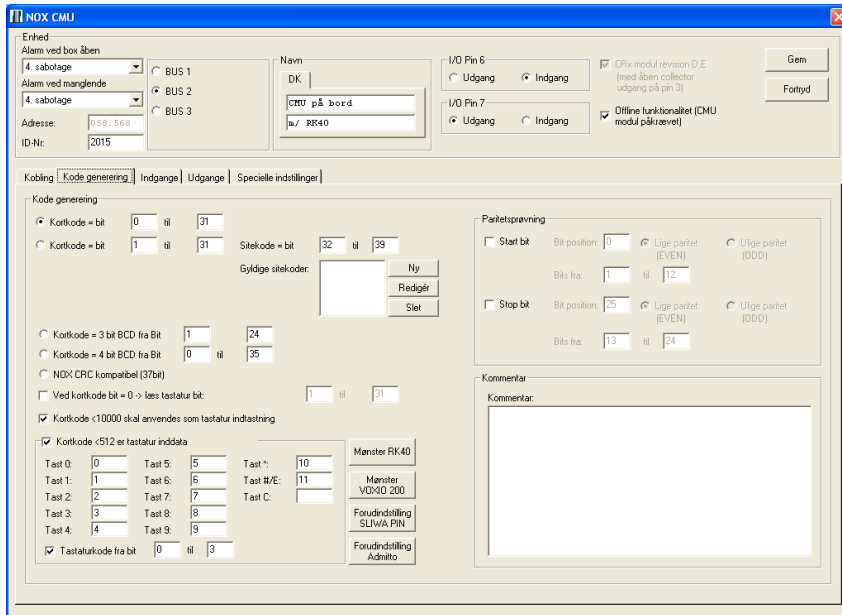 NOX CMU
Enhed
Alarm ved box åben
4. sabotage
Alarm ved manglende
4. sabotage
Adresse: 058.568
ID-Nr: 2015
BUS 1
BUS 2
BUS 3
Navn
DK
CMU på bord
m/ RK40
I/O Pin 6
Udgang Indgang
I/O Pin 7
Udgang Indgang
CRx modul revision D,E
(med åben collector
udgang på pin 3)
Offline funktionalitet (CMU
modul påkrævet)
Gem
Fortryd
Kobling Kode generering Indgange Udgange Specielle indstillinger
Kode generering
Kortkode = bit 0 til 31
Kortkode = bit 1 til 31 Sitekode = bit 32 til 39
Gyldige sitekoder:
Ny
Redigér
Slet
Kortkode = 3 bit BCD fra Bit 1 24
Kortkode = 4 bit BCD fra Bit 0 til 35
NOX CRC kompatibel (37bit)
Ved kortkode bit = 0 -> læs tastatur bit: 1 til 31
Kortkode <10000 skal anvendes som tastatur indtastning
Kortkode <512 er tastatur inddata
Tast 0: 0 Tast 5: 5 Tast *: 10
Tast 1: 1 Tast 6: 6 Tast #/E: 11
Tast 2: 2 Tast 7: 7 Tast C:
Tast 3: 3 Tast 8: 8
Tast 4: 4 Tast 9: 9
Tastaturkode fra bit 0 til 3
Mønster RK40
Mønster
VOXIO 200
Forudindstilling
SLIWA PIN
Forudindstilling
Admitto
Paritetsprøvning
Start bit Bit position: 0 Lige paritet Ulige paritet
(EVEN) (ODD)
Bits fra: 1 til 12
Stop bit Bit position: 25 Lige paritet Ulige paritet
(EVEN) (ODD)
Bits fra: 13 til 24
Kommentar
Kommentar: